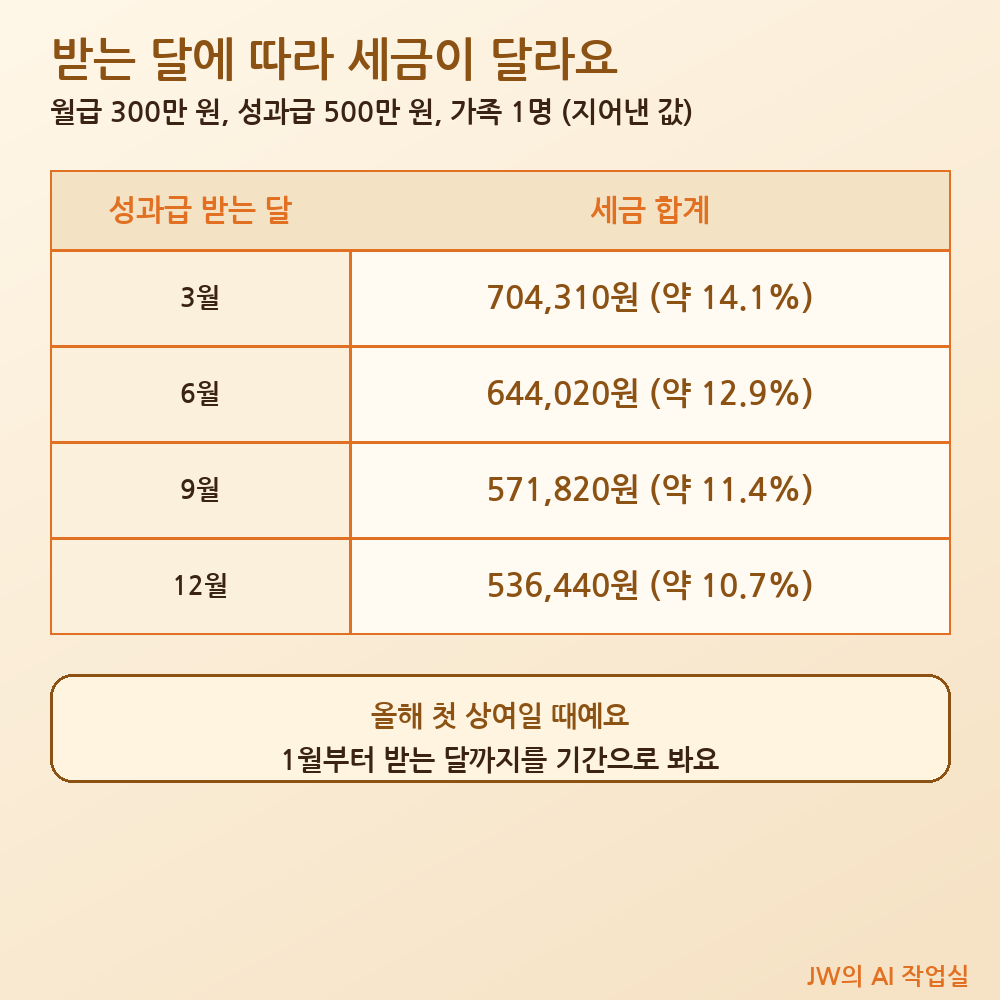 받는 달에 따라 세금이 달라요
월급 300만 원, 성과급 500만 원, 가족 1명 (지어낸 값)
성과급 받는 달 세금 합계
3월 704,310원 (약 14.1%)
6월 644,020원 (약 12.9%)
9월 571,820원 (약 11.4%)
12월 536,440원 (약 10.7%)
올해 첫 상여일 때예요
1월부터 받는 달까지를 기간으로 봐요
JW의 AI 작업실